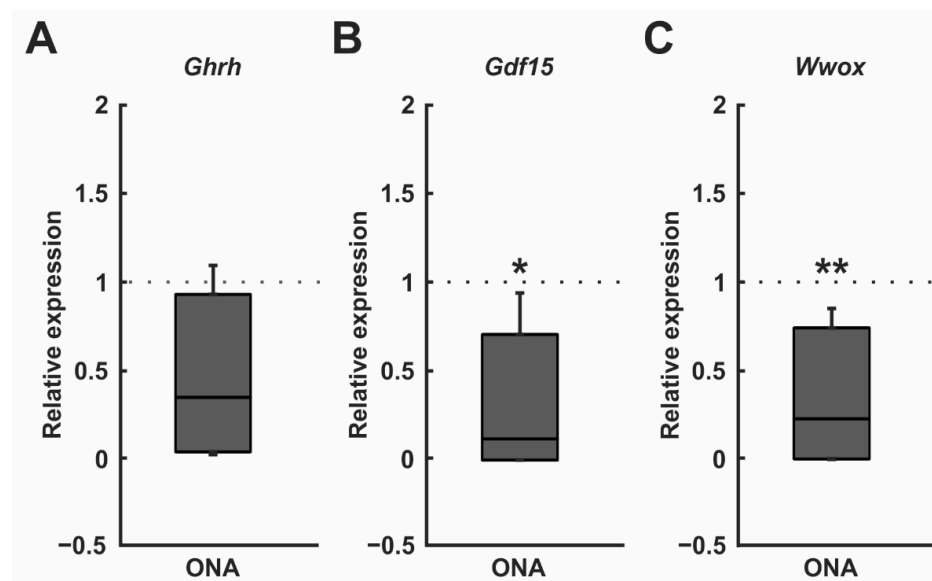 A
Ghrh
2
1.5
1
0.5
0
−0.5
Relative expression
ONA
B
Gdf15
2
1.5
1
0.5
0
−0.5
Relative expression
*
ONA
C
Wwox
2
1.5
1
0.5
0
−0.5
Relative expression
**
ONA